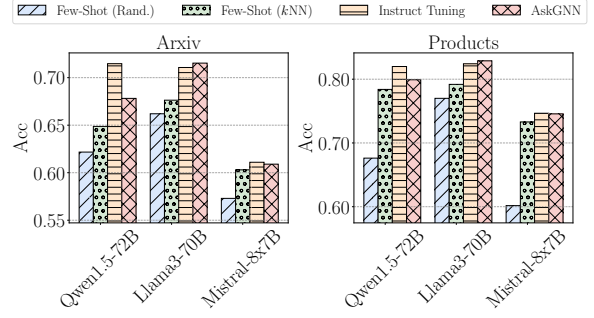 Few-Shot (Rand.) Few-Shot (kNN) Instruct Tuning AskGNN
Arxiv
Acc
0.70
0.65
0.60
0.55
Qwen1.5-72B
Llama3-70B
Mistral-8x7B
Products
Acc
0.80
0.70
0.60
Qwen1.5-72B
Llama3-70B
Mistral-8x7B